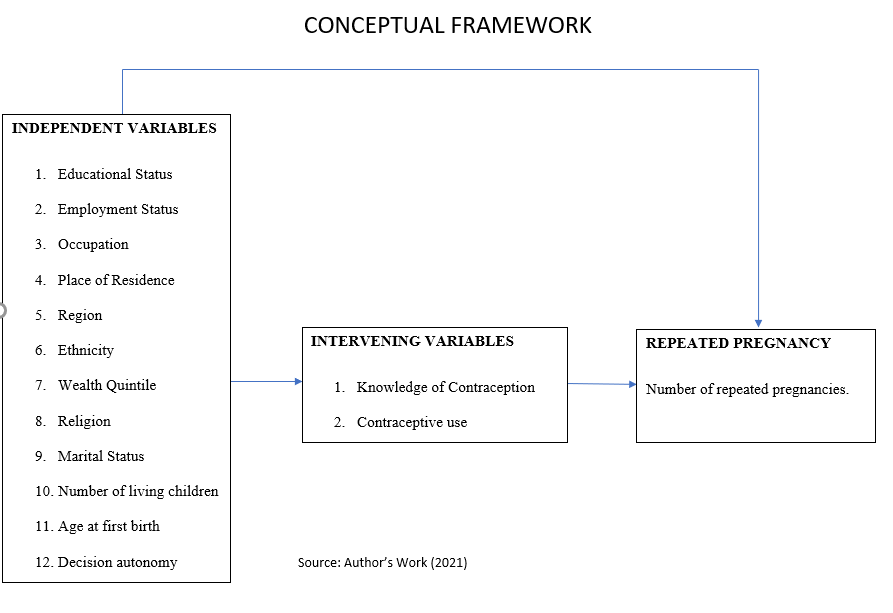 CONCEPTUAL FRAMEWORK
INDEPENDENT VARIABLES
1. Educational Status
2. Employment Status
3. Occupation
4. Place of Residence
5. Region
6. Ethnicity
7. Wealth Quintile
8. Religion
9. Marital Status
10. Number of living children
11. Age at first birth
12. Decision autonomy
INTERVENING VARIABLES
1. Knowledge of Contraception
2. Contraceptive use
REPEATED PREGNANCY
Number of repeated pregnancies.
Source: Author’s Work (2021)